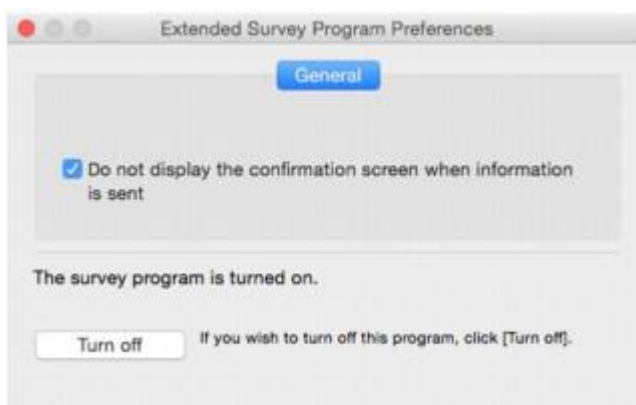 Extended Survey Program Preferences
General
Do not display the confirmation screen when information
is sent
The survey program is turned on.
Turn off
If you wish to turn off this program, click [Turn off].